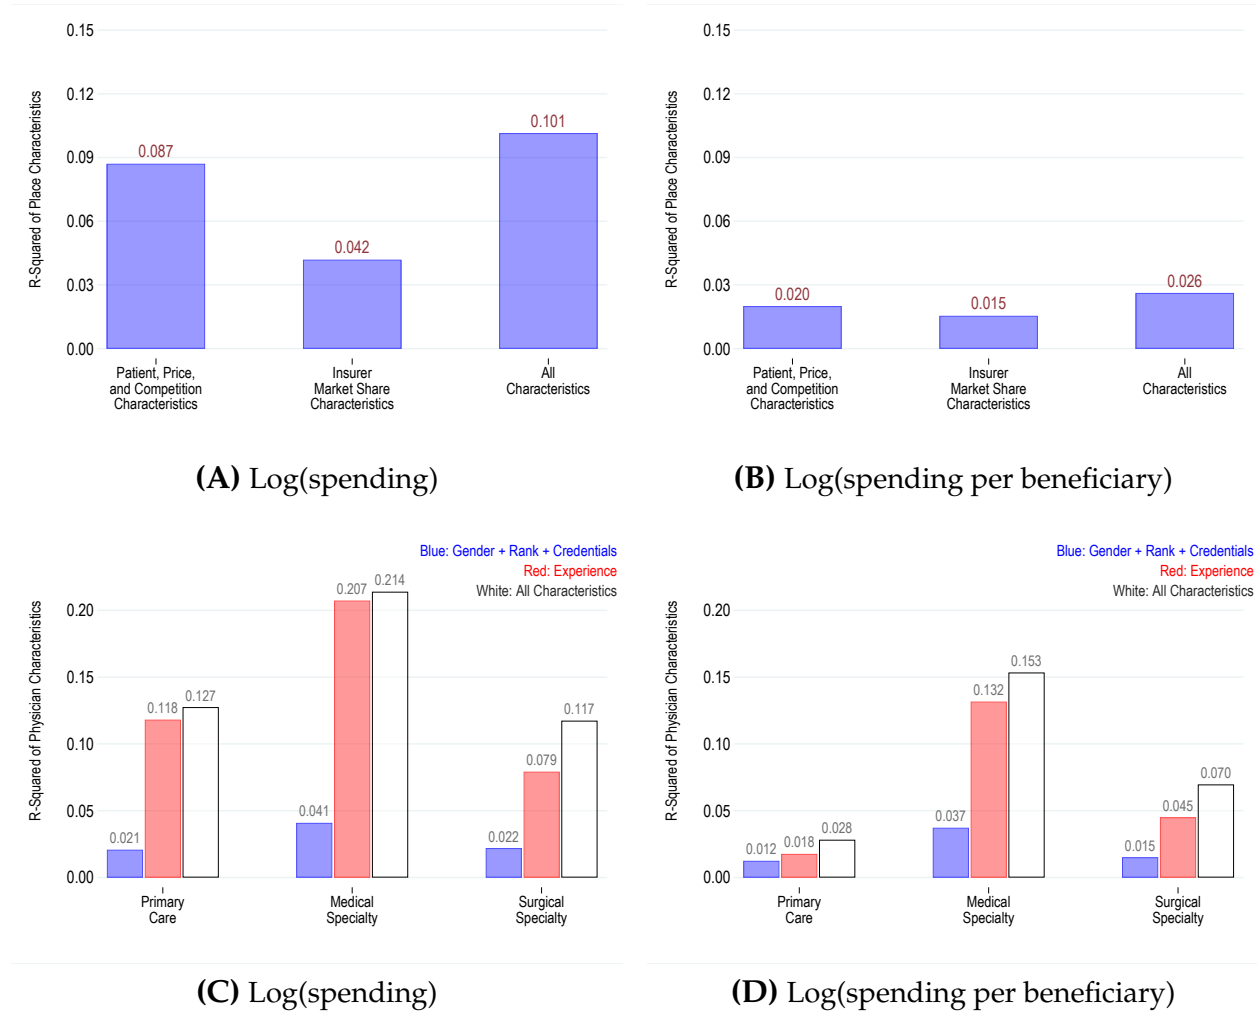 R-Squared of Place Characteristics
0.15
0.12
0.09
0.06
0.03
0.00
0.087
0.042
0.101
Patient, Price,
and Competition
Characteristics
Insurer
Market Share
Characteristics
All
Characteristics
(A) Log(spending)
R-Squared of Place Characteristics
0.15
0.12
0.09
0.06
0.03
0.00
0.020
0.015
0.026
Patient, Price,
and Competition
Characteristics
Insurer
Market Share
Characteristics
All
Characteristics
(B) Log(spending per beneficiary)
Blue: Gender + Rank + Credentials
Red: Experience
White: All Characteristics
R-Squared of Physician Characteristics
0.20
0.15
0.10
0.05
0.00
0.021
0.118
0.127
0.041
0.207
0.214
0.022
0.079
0.117
Primary
Care
Medical
Specialty
Surgical
Specialty
(C) Log(spending)
Blue: Gender + Rank + Credentials
Red: Experience
White: All Characteristics
R-Squared of Physician Characteristics
0.20
0.15
0.10
0.05
0.00
0.012
0.018
0.028
0.037
0.132
0.153
0.015
0.045
0.070
Primary
Care
Medical
Specialty
Surgical
Specialty
(D) Log(spending per beneficiary)